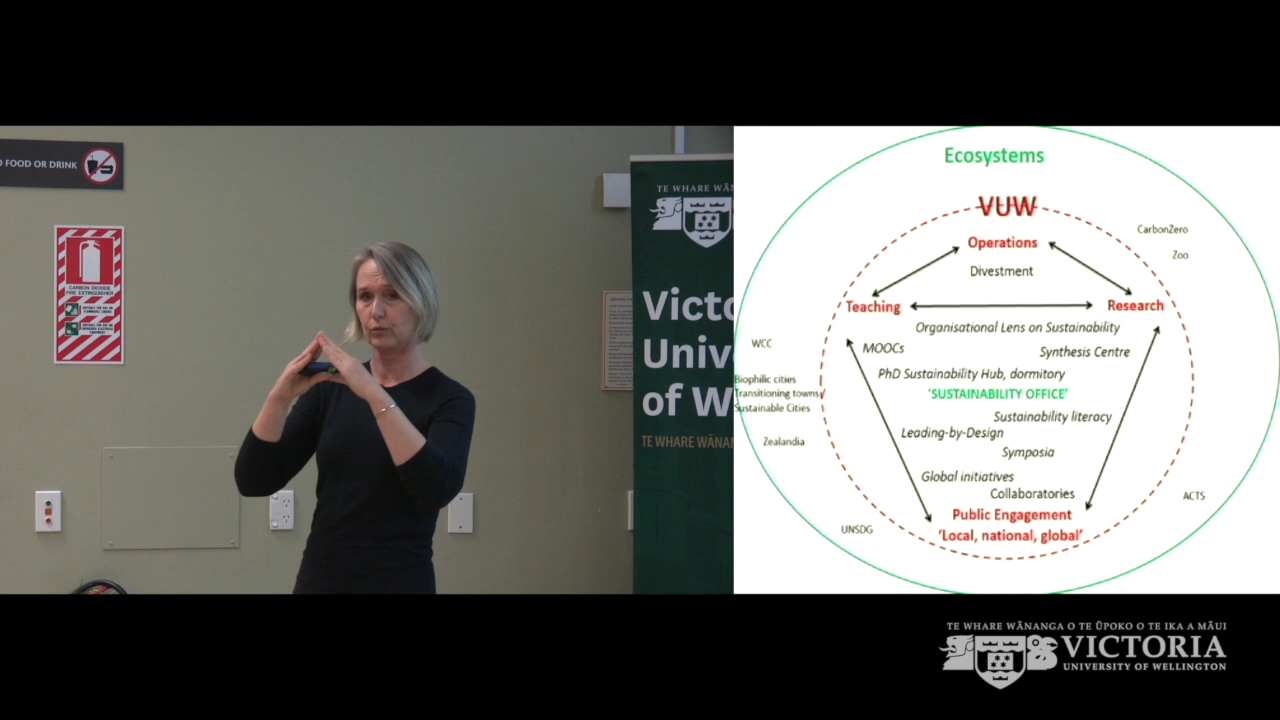 O FOOD OR DRINK
CARBON DIOXIDE
FIRE EXTINGUISHER
TE WHARE WĀN
Victo
Univ
of W
TE WHARE WĀNAN
Ecosystems
VUW
CarbonZero
Operations
Zoo
Divestment
Teaching
Research
Organisational Lens on Sustainability
WCC
MOOCs
Synthesis Centre
PhD Sustainability Hub, dormitory
Biophilic cities
Transitioning towns/
'SUSTAINABILITY OFFICE'
Sustainable Cities
Sustainability literacy
Leading-by-Design
Zealandia
Symposia
Global initiatives
Collaboratories
ACTS
Public Engagement
UNSDG
'Local, national, global'
TE WHARE WĀNANGA O TE ŪPOKO O TE IKA A MĀUI
VICTORIA
UNIVERSITY OF WELLINGTON